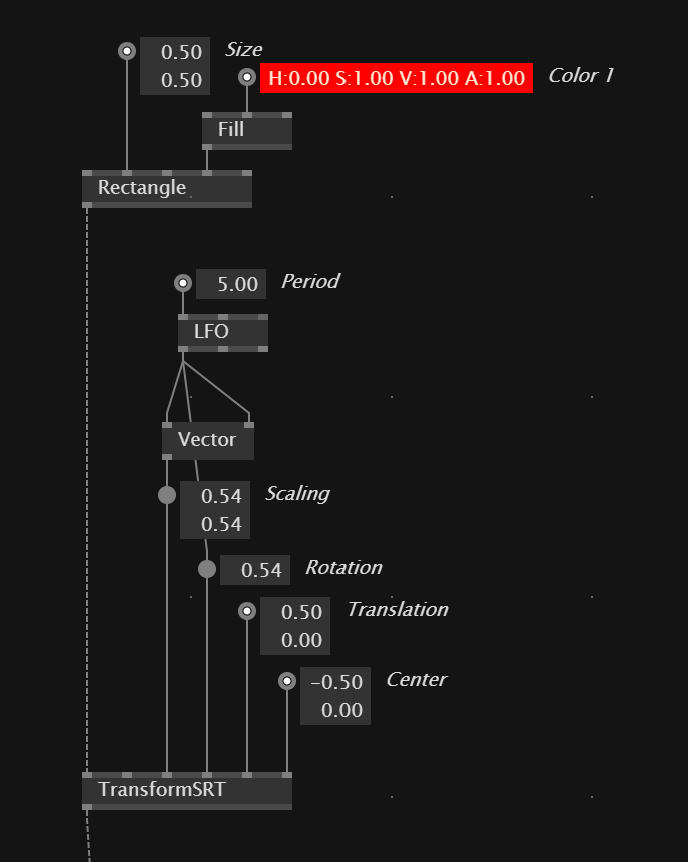 0.50 Size
0.50
H:0.00 S:1.00 V:1.00 A:1.00 Color 1
Fill
Rectangle
5.00 Period
LFO
Vector
0.54 Scaling
0.54
0.54 Rotation
0.50 Translation
0.00
-0.50 Center
0.00
TransformSRT